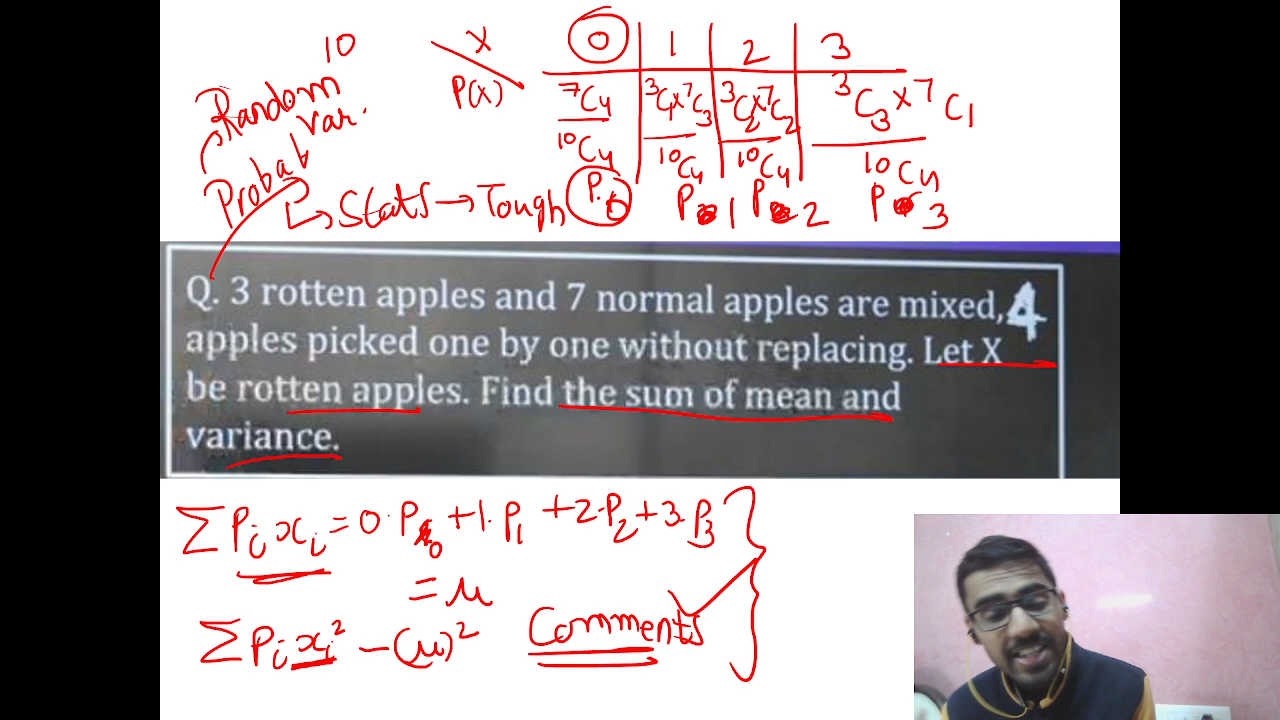 10
X 0 1 2 3
P(X) ⁷C₄/¹⁰C₄ ³C₁×⁷C₃/¹⁰C₄ ³C₂×⁷C₂/¹⁰C₄ ³C₃×⁷C₁/¹⁰C₄
P₀ P₁ P₂ P₃
Random
var.
Probab
↳ Stats → Tough
Q. 3 rotten apples and 7 normal apples are mixed, 4
apples picked one by one without replacing. Let X
be rotten apples. Find the sum of mean and
variance.
∑Pᵢxᵢ = 0·P₀ + 1·P₁ + 2·P₂ + 3·P₃
= μ
∑Pᵢxᵢ² – (μ)² Comments